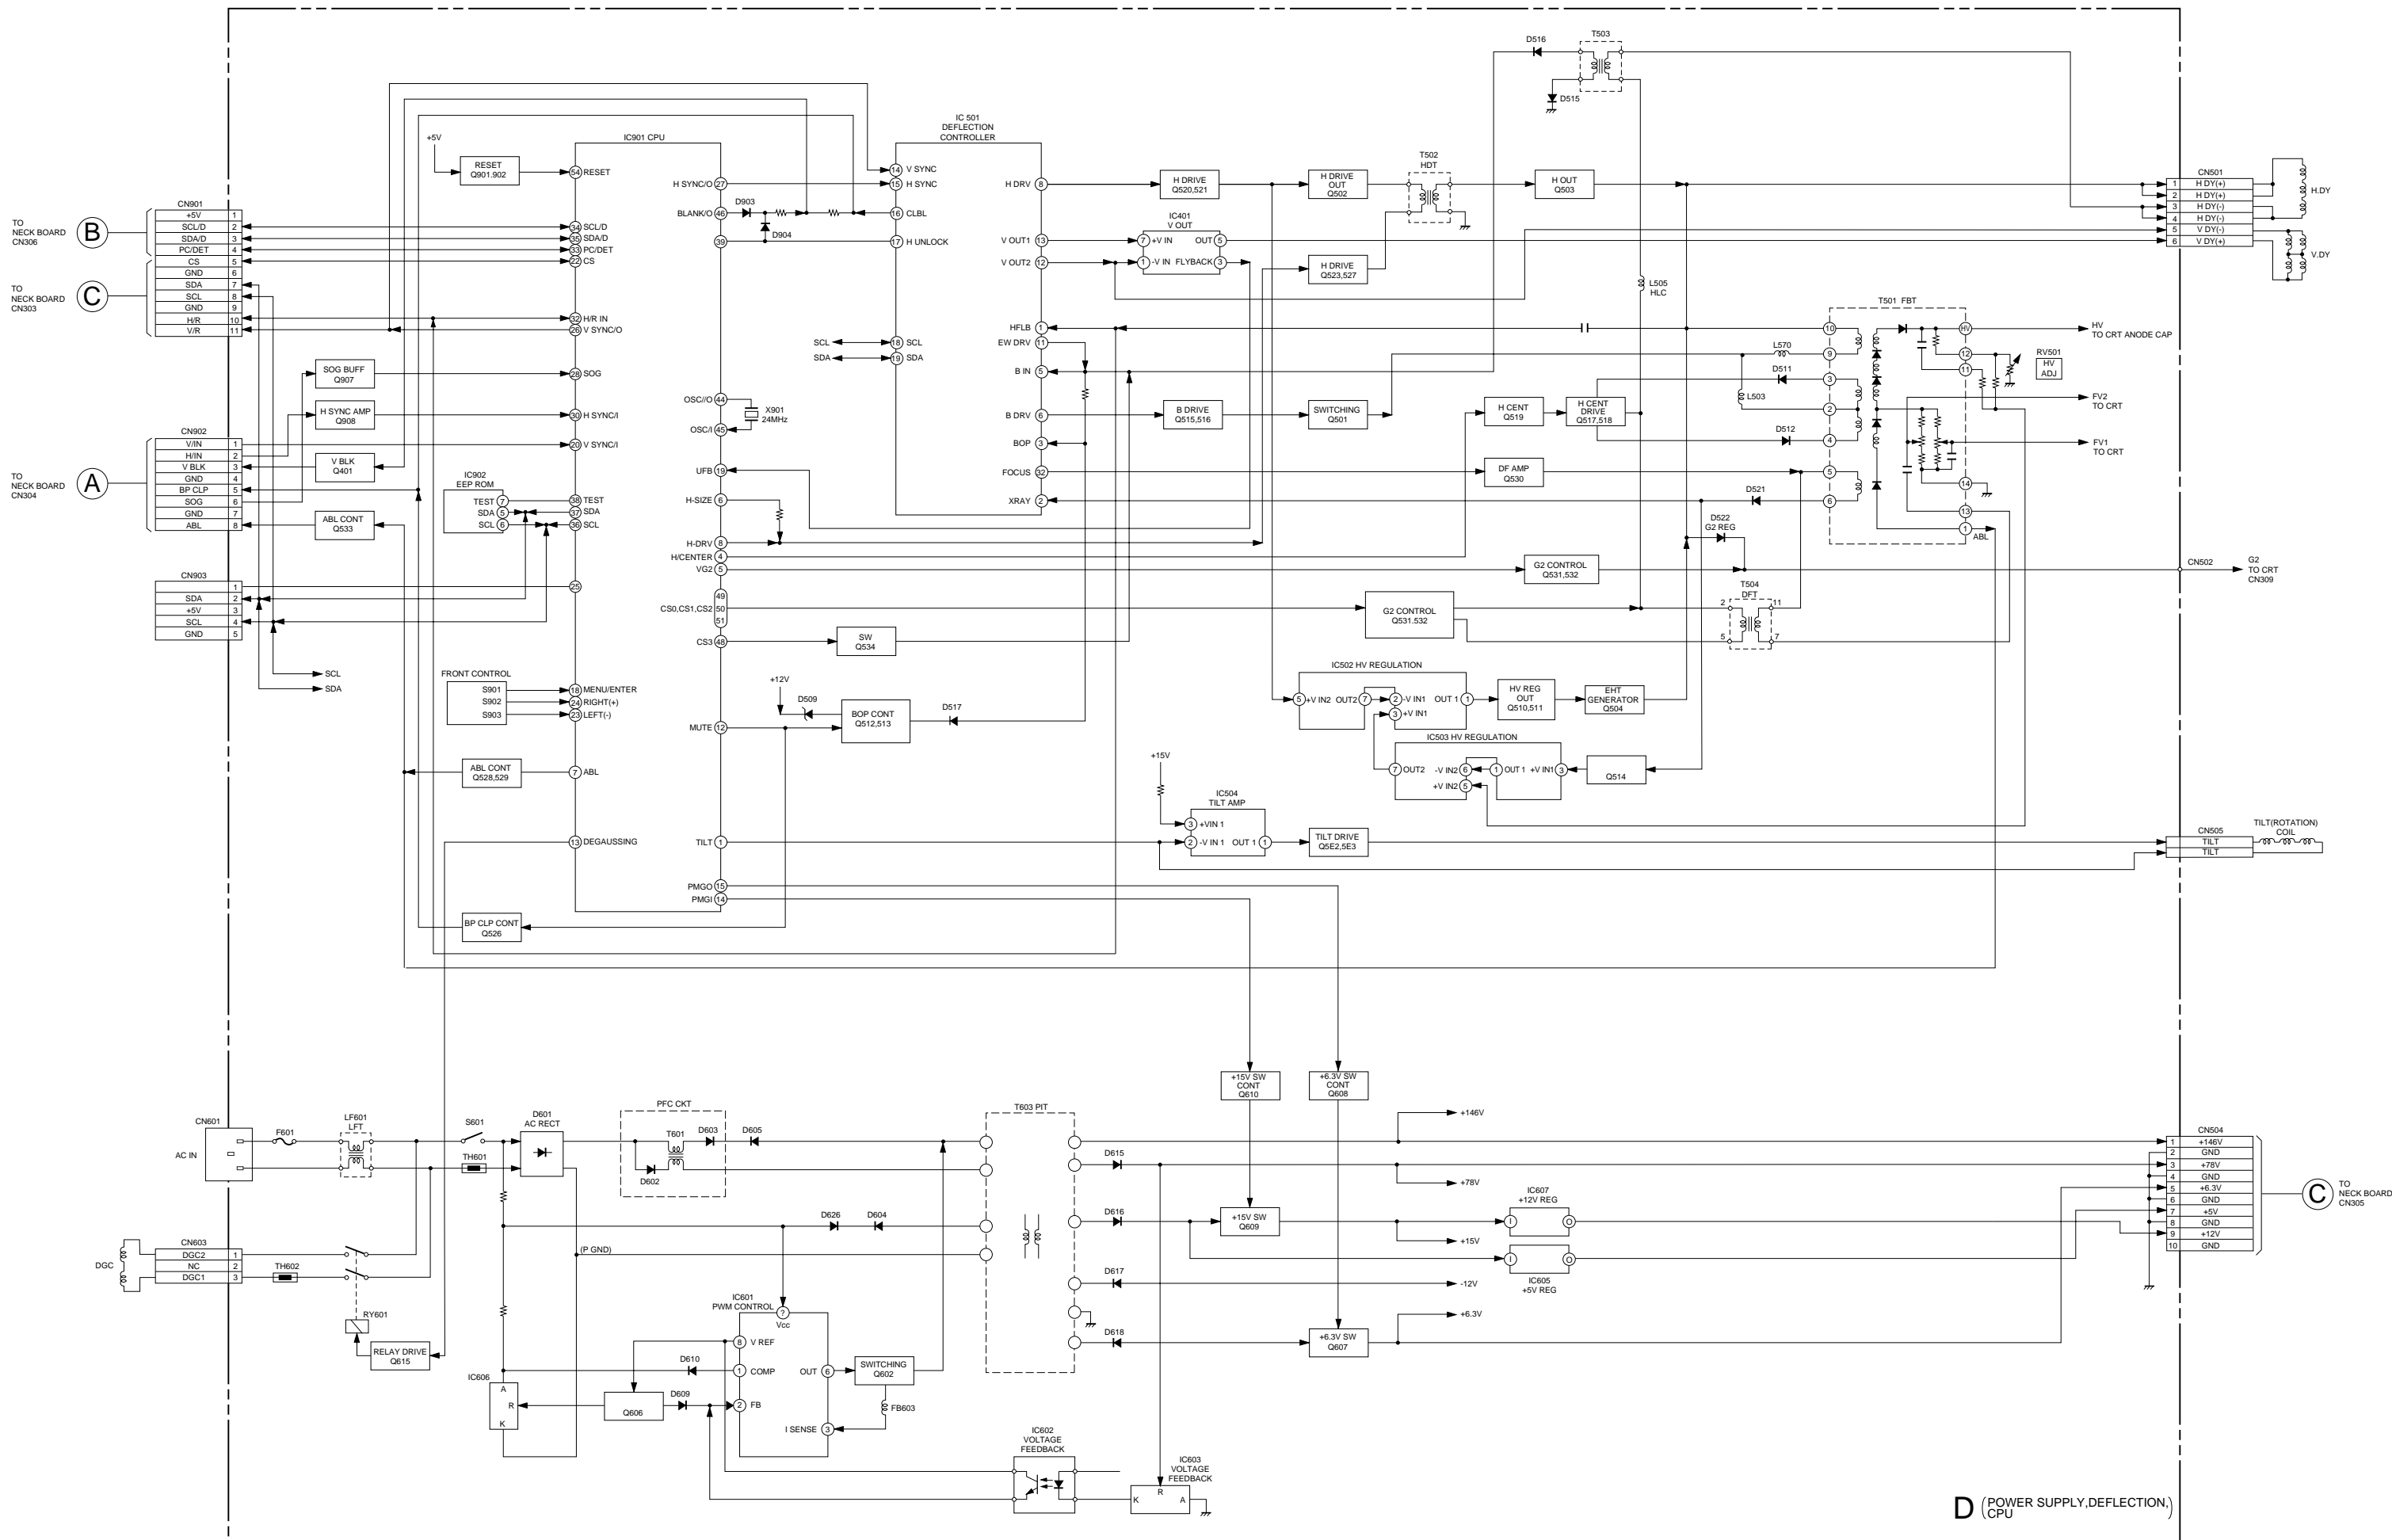 D516
T503
D515
IC 501
DEFLECTION
CONTROLLER
+5V
IC901 CPU
RESET
Q901.902
54 RESET
H SYNC/O 27
BLANK/O 46
39
D903
D904
14 V SYNC
15 H SYNC
16 CLBL
17 H UNLOCK
H DRV 8
H DRIVE
Q520,521
H DRIVE
OUT
Q502
T502
HDT
H OUT
Q503
CN501
1 H DY(+)
2 H DY(+)
3 H DY(-)
4 H DY(-)
5 V DY(-)
6 V DY(+)
H.DY
V.DY
IC401
V OUT
V OUT1 13
V OUT2 12
7 +V IN OUT 5
1 -V IN FLYBACK 3
H DRIVE
Q523,527
L505
HLC
TO
NECK BOARD
CN306
B
CN901
+5V 1
SCL/D 2
SDA/D 3
PC/DET 4
CS 5
GND 6
SDA 7
SCL 8
GND 9
H/R 10
V/R 11
TO
NECK BOARD
CN303
C
34 SCL/D
35 SDA/D
33 PC/DET
22 CS
32 H/R IN
26 V SYNC/O
SCL
SDA
18 SCL
19 SDA
HFLB 1
EW DRV 11
B IN 5
B DRV 6
BOP 3
FOCUS 32
XRAY 2
T501 FBT
10
9
3
2
4
5
6
HV
12
11
14
13
1
ABL
HV
TO CRT ANODE CAP
RV501
HV
ADJ
FV2
TO CRT
FV1
TO CRT
L570
L503
D511
D512
D521
SOG BUFF
Q907
28 SOG
H SYNC AMP
Q908
30 H SYNC/I
20 V SYNC/I
OSC//O 44
OSC/I 45
X901
24MHz
B DRIVE
Q515,516
SWITCHING
Q501
H CENT
Q519
H CENT
DRIVE
Q517,518
DF AMP
Q530
CN902
V/IN 1
H/IN 2
V BLK 3
GND 4
BP CLP 5
SOG 6
GND 7
ABL 8
TO
NECK BOARD
CN304
A
V BLK
Q401
ABL CONT
Q533
IC902
EEP ROM
TEST 7
SDA 5
SCL 6
38 TEST
37 SDA
36 SCL
UFB 19
H-SIZE 6
H-DRV 8
H/CENTER 4
VG2 5
D522
G2 REG
G2 CONTROL
Q531,532
CN502
G2
TO CRT
CN309
CN903
1
SDA 2
+5V 3
SCL 4
GND 5
25
49
CS0,CS1,CS2 50
51
CS3 48
SW
Q534
G2 CONTROL
Q531.532
T504
DFT
2
11
5
7
SCL
SDA
FRONT CONTROL
S901
S902
S903
18 MENU/ENTER
24 RIGHT(+)
23 LEFT(-)
+12V
D509
BOP CONT
Q512,513
D517
MUTE 12
IC502 HV REGULATION
5 +V IN2 OUT2 7
2 -V IN1 OUT 1 1
3 +V IN1
HV REG
OUT
Q510,511
EHT
GENERATOR
Q504
IC503 HV REGULATION
7 OUT2 -V IN2 6 1 OUT 1 +V IN1 3
+V IN2 5
Q514
ABL CONT
Q528,529
7 ABL
+15V
IC504
TILT AMP
3 +VIN 1
2 -V IN 1 OUT 1 1
13 DEGAUSSING
TILT 1
TILT DRIVE
Q5E2,5E3
CN505
TILT
TILT
TILT(ROTATION)
COIL
PMGO 15
PMGI 14
BP CLP CONT
Q526
+15V SW
CONT
Q610
+6.3V SW
CONT
Q608
CN601
AC IN
F601
LF601
LFT
S601
TH601
D601
AC RECT
PFC CKT
T601
D603
D602
D605
T603 PIT
+146V
D615
+78V
D616
+15V SW
Q609
+15V
IC607
+12V REG
I O
I O
IC605
+5V REG
D617
-12V
+6.3V
D618
+6.3V SW
Q607
CN504
1 +146V
2 GND
3 +78V
4 GND
5 +6.3V
6 GND
7 +5V
8 GND
9 +12V
10 GND
C
TO
NECK BOARD
CN305
D626
D604
(P GND)
DGC
CN603
DGC2 1
NC 2
DGC1 3
TH602
RY601
RELAY DRIVE
Q615
IC601
PWM CONTROL
?
Vcc
8 V REF
1 COMP
2 FB
OUT 6
I SENSE 3
D610
D609
SWITCHING
Q602
FB603
IC606
A
R
K
Q606
IC602
VOLTAGE
FEEDBACK
IC603
VOLTAGE
FEEDBACK
R
K A
D (POWER SUPPLY,DEFLECTION,
CPU)